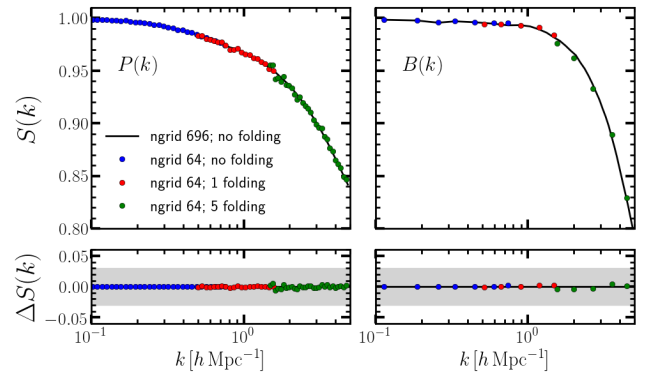 1.00
0.95
0.90
0.85
0.80
S(k)
P(k)
B(k)
ngrid 696; no folding
ngrid 64; no folding
ngrid 64; 1 folding
ngrid 64; 5 folding
0.05
0.00
−0.05
ΔS(k)
10⁻¹
10⁰
10⁻¹
10⁰
k [h Mpc⁻¹]
k [h Mpc⁻¹]